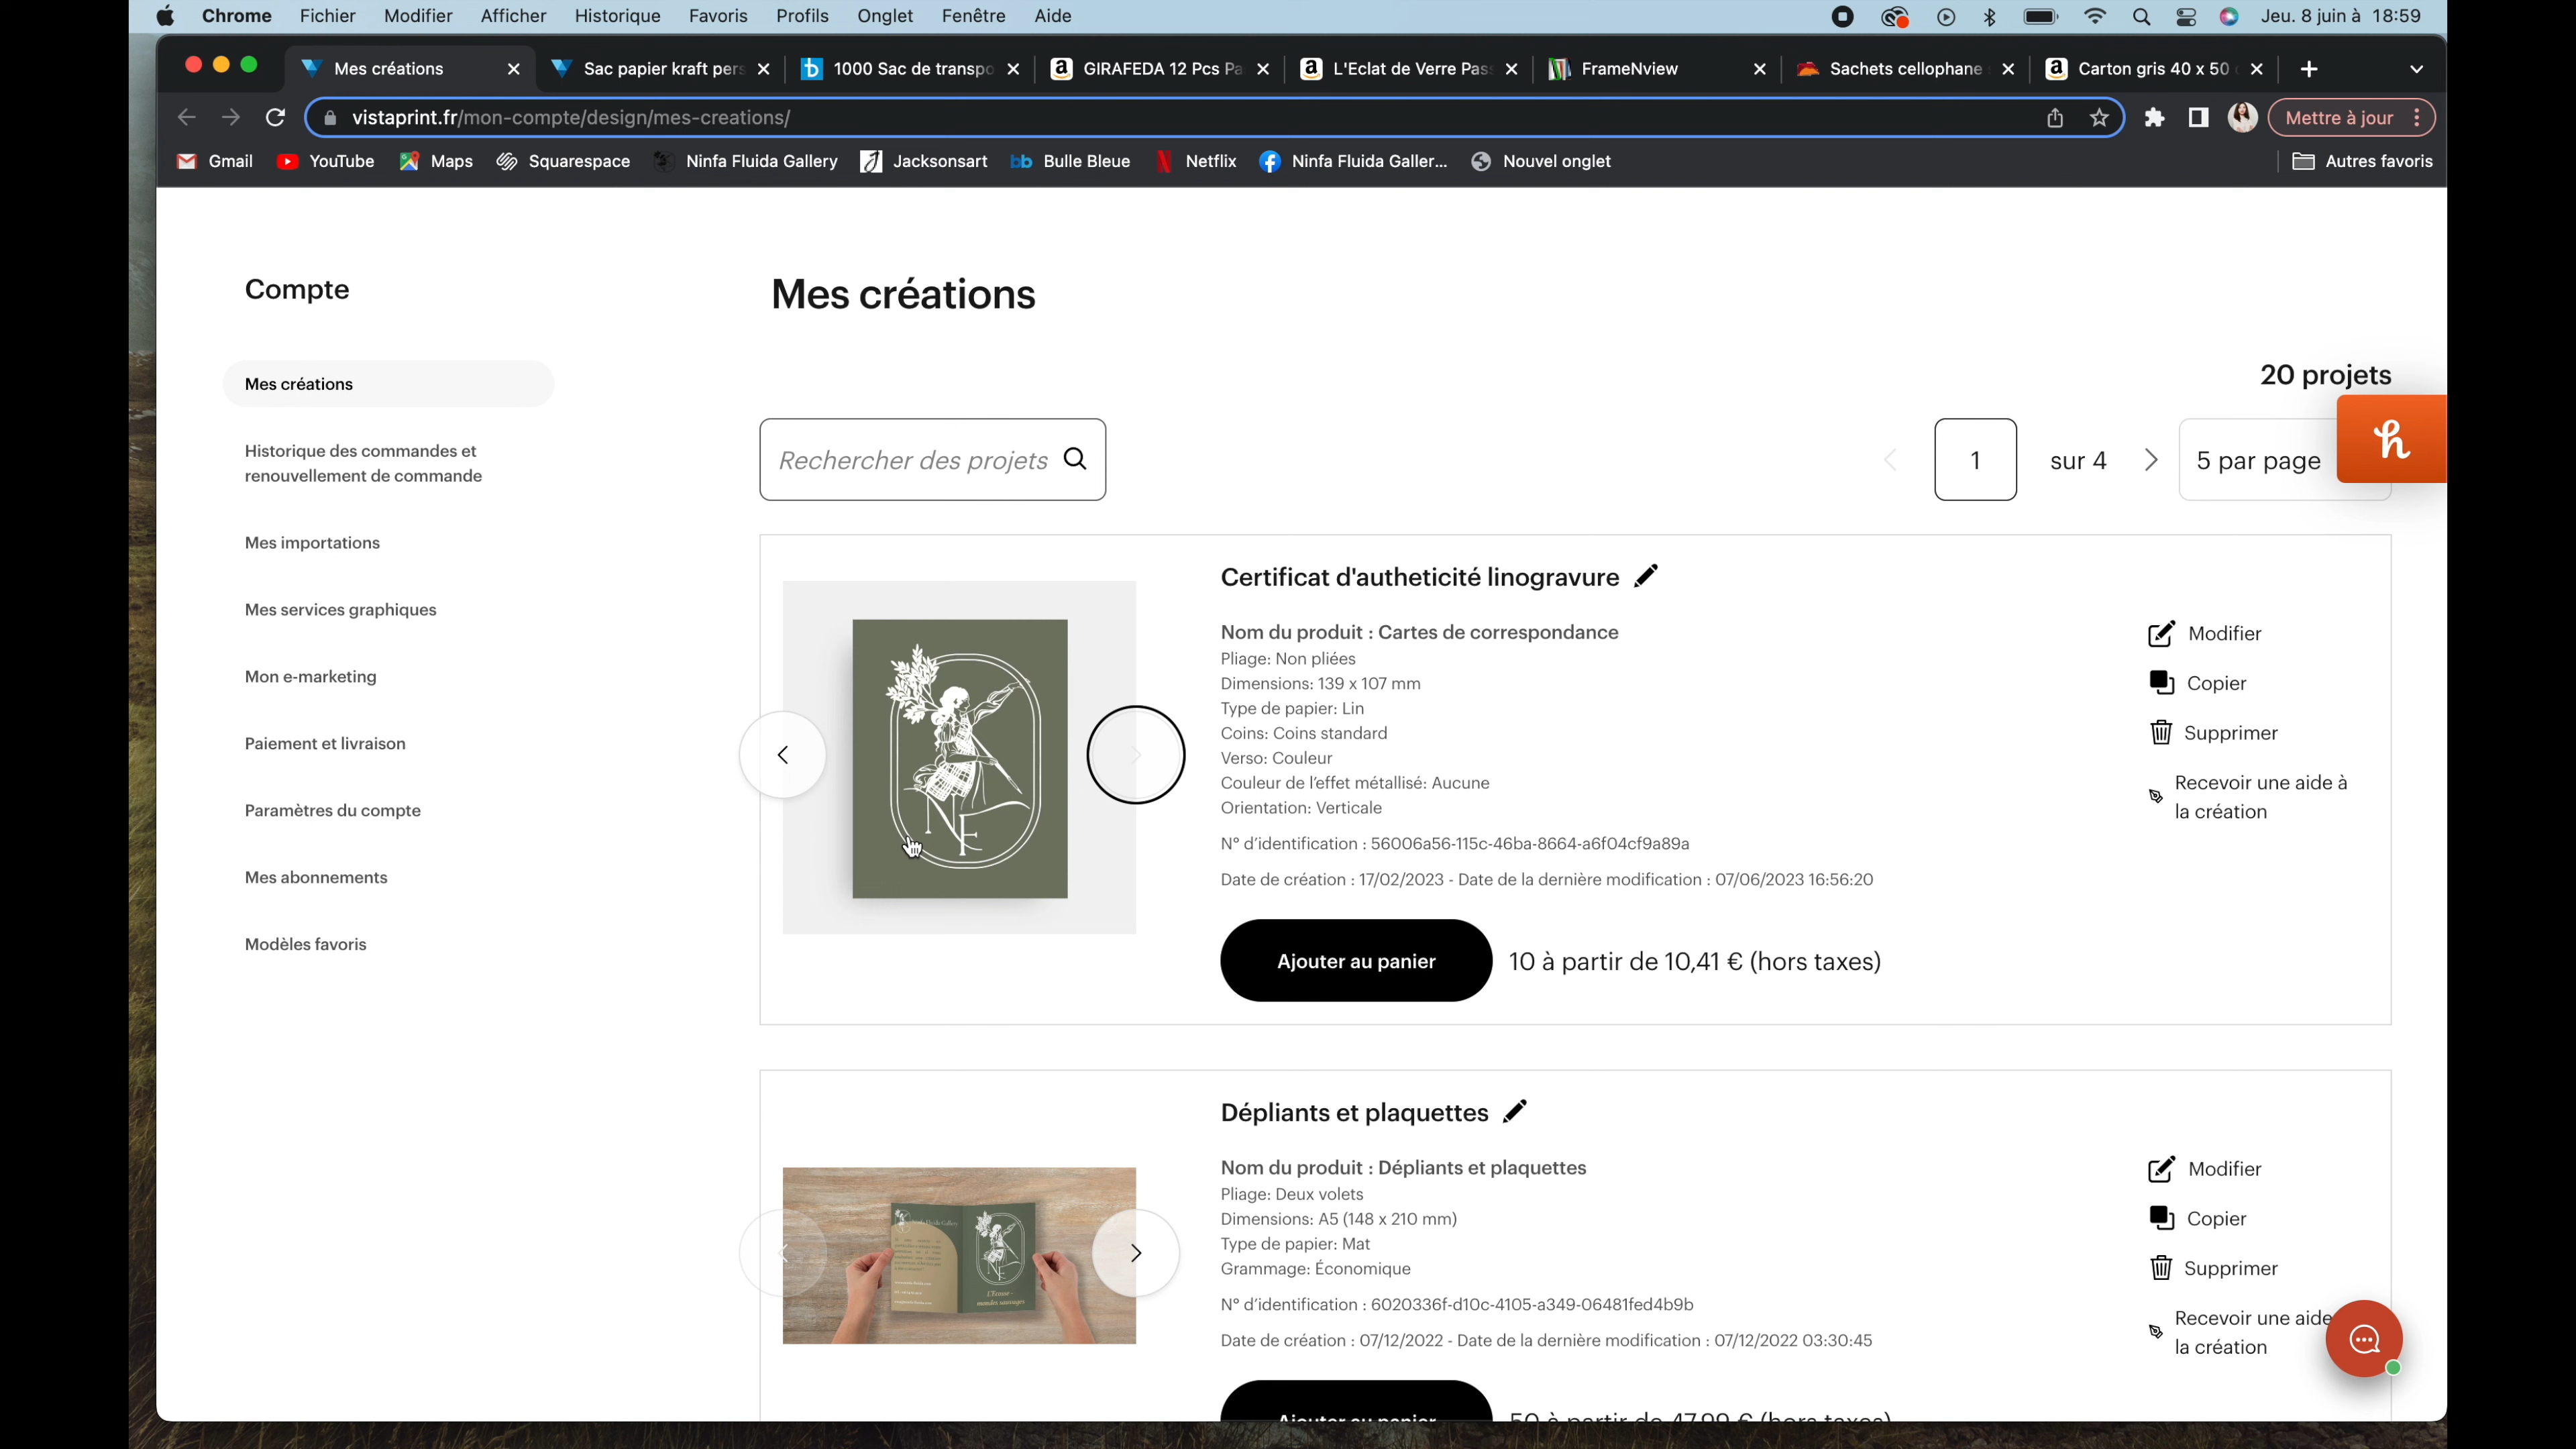 Chrome Fichier Modifier Afficher Historique Favoris Profils Onglet Fenêtre Aide Jeu. 8 juin à 18:59
Mes créations Sac papier kraft pers 1000 Sac de transpo GIRAFEDA 12 Pcs Pa L'Eclat de Verre Pas FrameNview Sachets cellophane Carton gris 40 x 50
vistaprint.fr/mon-compte/design/mes-creations/ Mettre à jour
Gmail YouTube Maps Squarespace Ninfa Fluida Gallery Jacksonsart Bulle Bleue Netflix Ninfa Fluida Galler... Nouvel onglet Autres favoris
Compte
Mes créations
Historique des commandes et
renouvellement de commande
Mes importations
Mes services graphiques
Mon e-marketing
Paiement et livraison
Paramètres du compte
Mes abonnements
Modèles favoris
Mes créations
20 projets
Rechercher des projets
1 sur 4 5 par page
Certificat d'autheticité linogravure
Nom du produit : Cartes de correspondance
Pliage: Non pliées
Dimensions: 139 x 107 mm
Type de papier: Lin
Coins: Coins standard
Verso: Couleur
Couleur de l'effet métallisé: Aucune
Orientation: Verticale
N° d'identification : 56006a56-115c-46ba-8664-a6f04cf9a89a
Date de création : 17/02/2023 - Date de la dernière modification : 07/06/2023 16:56:20
Ajouter au panier 10 à partir de 10,41 € (hors taxes)
Modifier
Copier
Supprimer
Recevoir une aide à
la création
Dépliants et plaquettes
Nom du produit : Dépliants et plaquettes
Pliage: Deux volets
Dimensions: A5 (148 x 210 mm)
Type de papier: Mat
Grammage: Économique
N° d'identification : 6020336f-d10c-4105-a349-06481fed4b9b
Date de création : 07/12/2022 - Date de la dernière modification : 07/12/2022 03:30:45
Ajouter au panier 50 à partir de 47,99 € (hors taxes)
Modifier
Copier
Supprimer
Recevoir une aide
la création